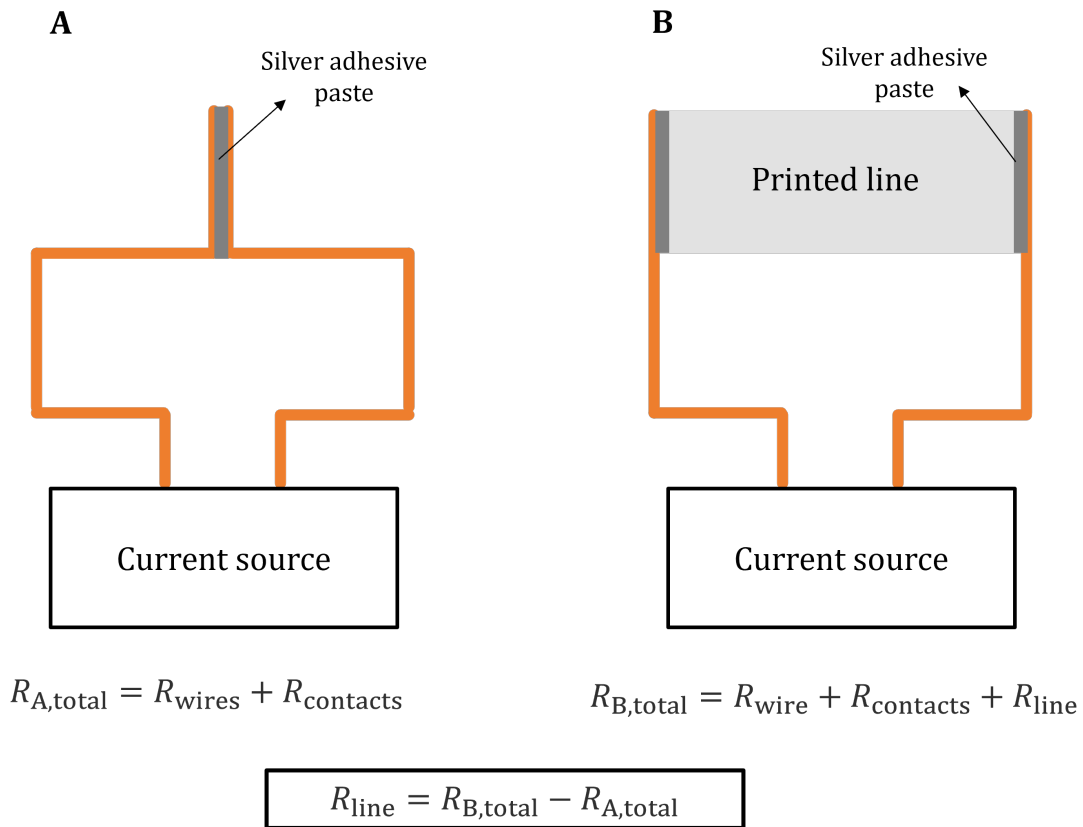 A
Silver adhesive
paste
Current source
R_A,total = R_wires + R_contacts
B
Silver adhesive
paste
Printed line
Current source
R_B,total = R_wire + R_contacts + R_line
R_line = R_B,total − R_A,total